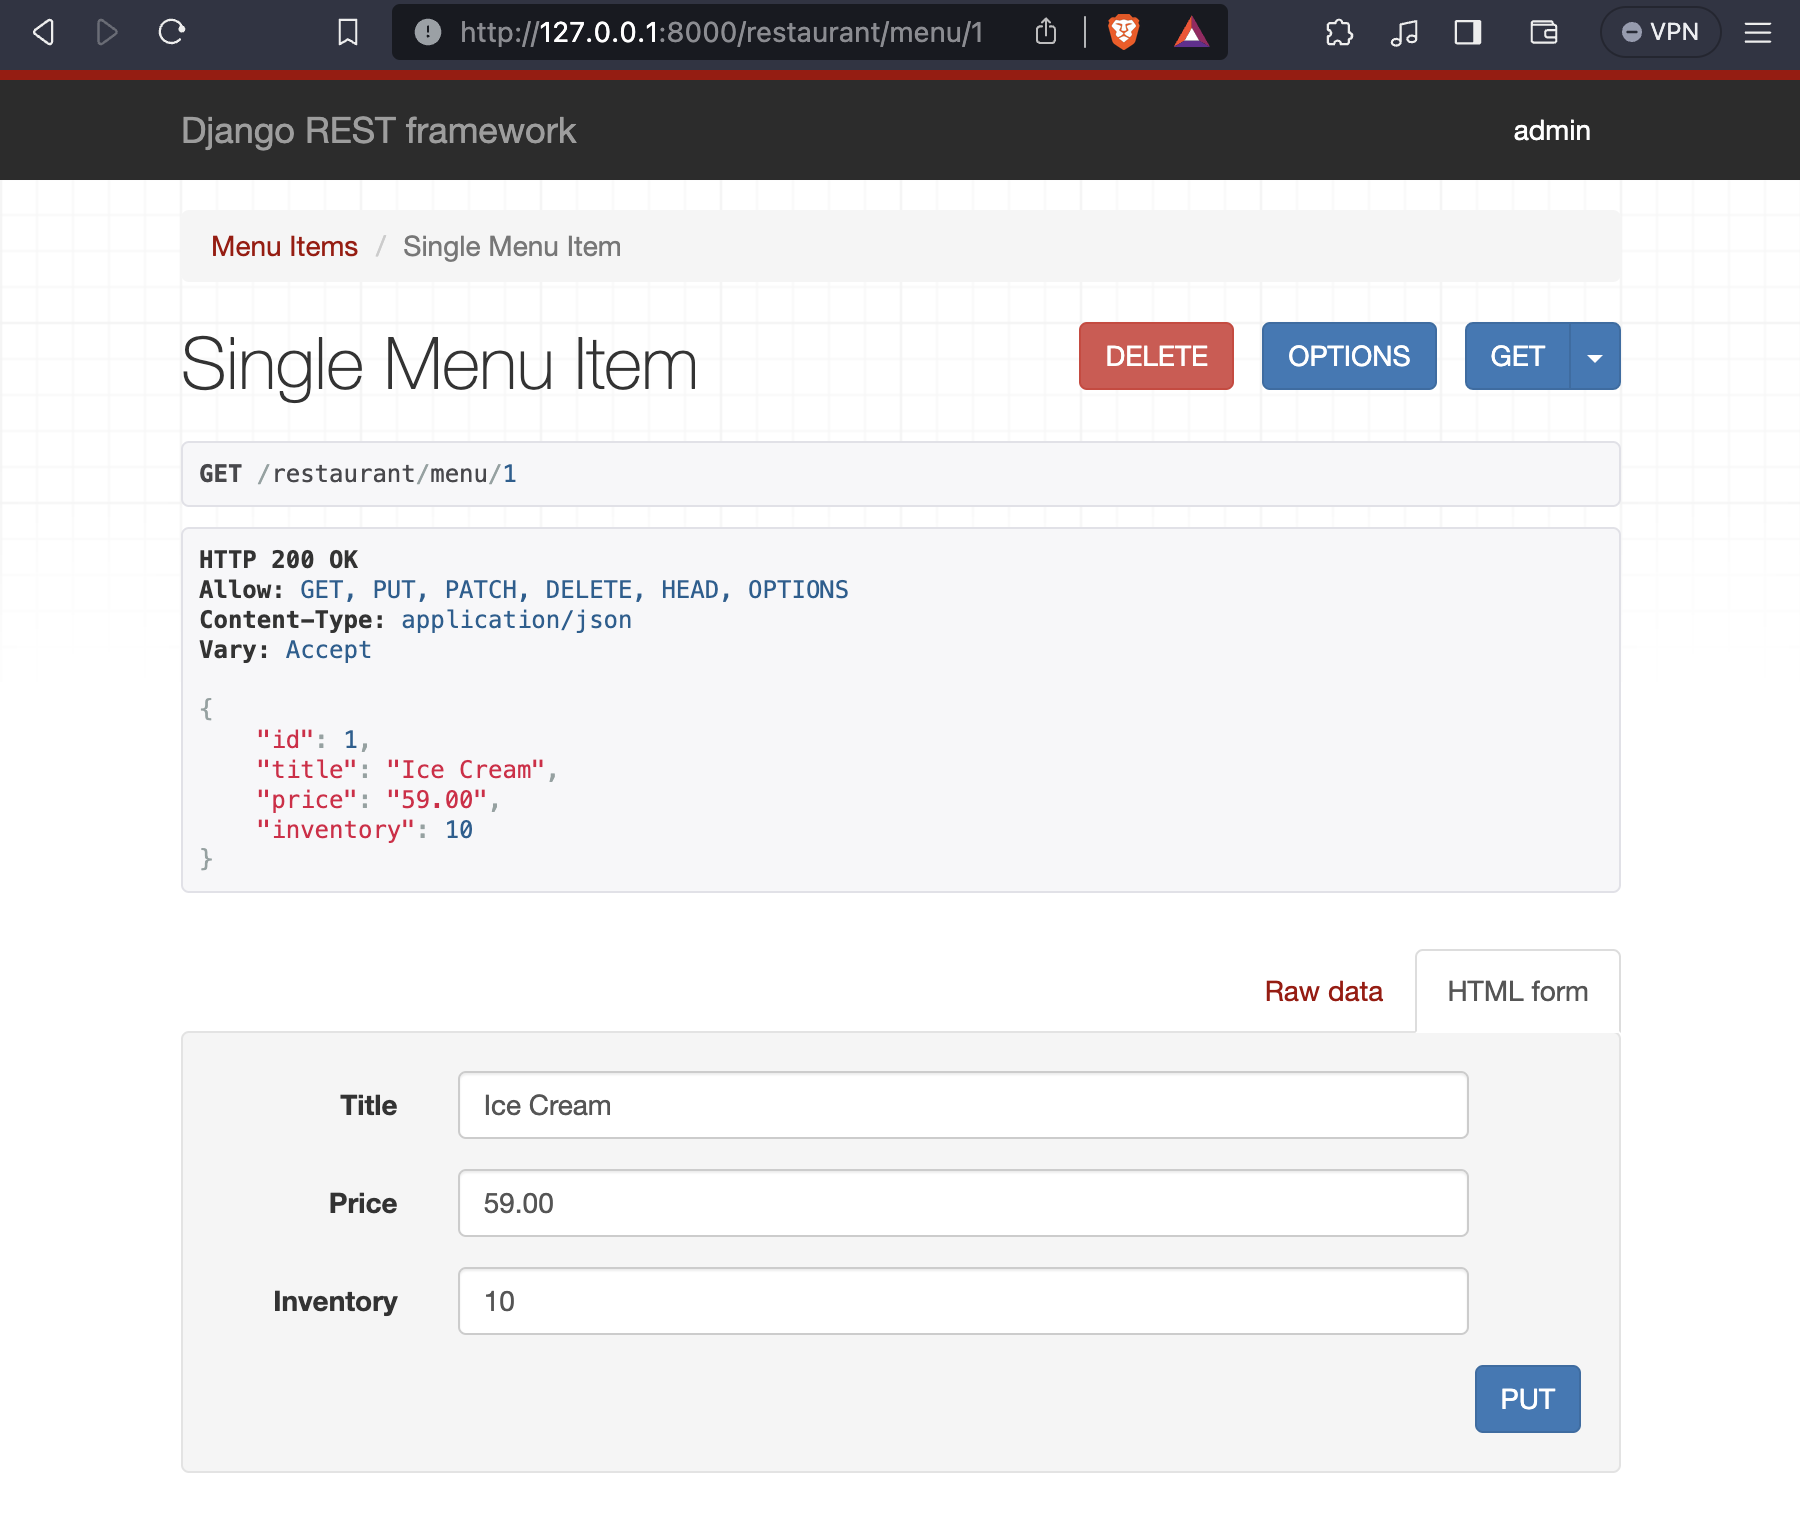 http://127.0.0.1:8000/restaurant/menu/1 VPN
Django REST framework admin
Menu Items / Single Menu Item
Single Menu Item DELETE OPTIONS GET
GET /restaurant/menu/1
HTTP 200 OK
Allow: GET, PUT, PATCH, DELETE, HEAD, OPTIONS
Content-Type: application/json
Vary: Accept
{
    "id": 1,
    "title": "Ice Cream",
    "price": "59.00",
    "inventory": 10
}
Raw data HTML form
Title Ice Cream
Price 59.00
Inventory 10
PUT